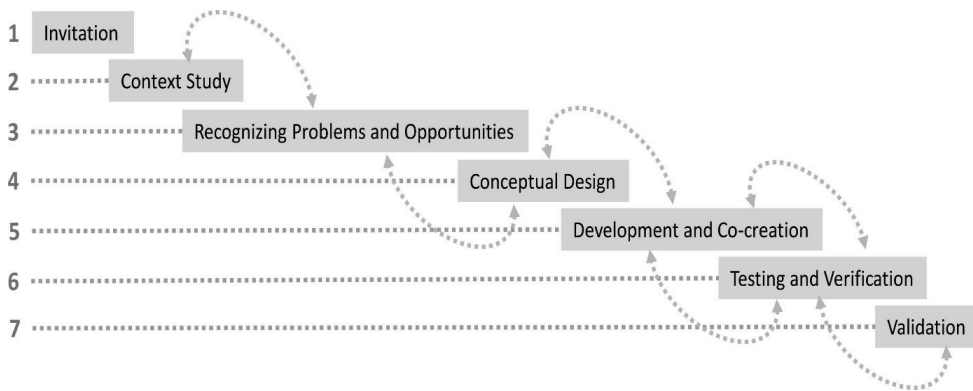 1 Invitation
2 Context Study
3 Recognizing Problems and Opportunities
4 Conceptual Design
5 Development and Co-creation
6 Testing and Verification
7 Validation